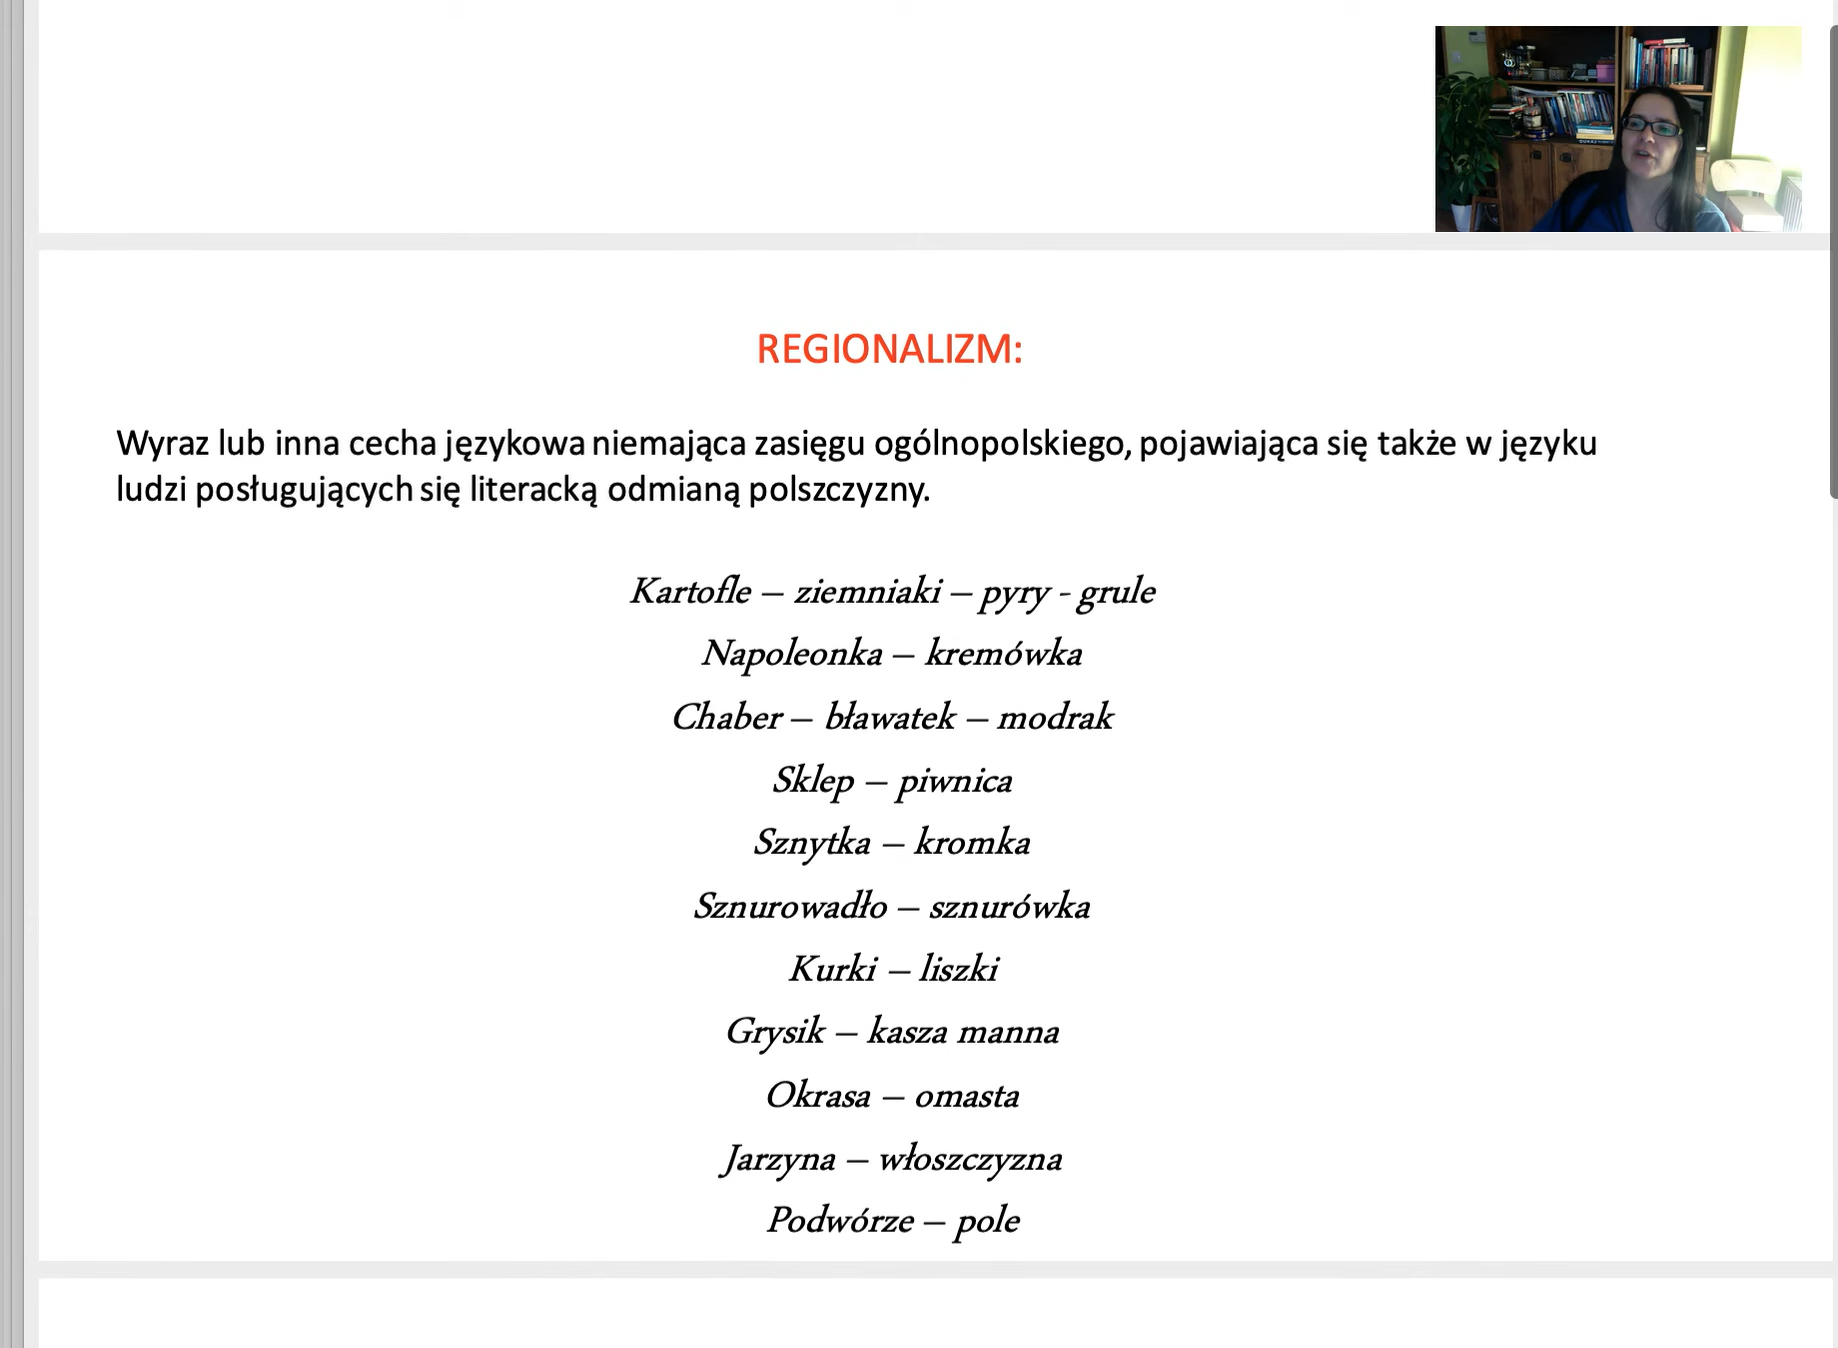 REGIONALIZM:
Wyraz lub inna cecha językowa niemająca zasięgu ogólnopolskiego, pojawiająca się także w języku
ludzi posługujących się literacką odmianą polszczyzny.
Kartofle – ziemniaki – pyry - grule
Napoleonka – kremówka
Chaber – bławatek – modrak
Sklep – piwnica
Sznytka – kromka
Sznurowadło – sznurówka
Kurki – liszki
Grysik – kasza manna
Okrasa – omasta
Jarzyna – włoszczyzna
Podwórze – pole